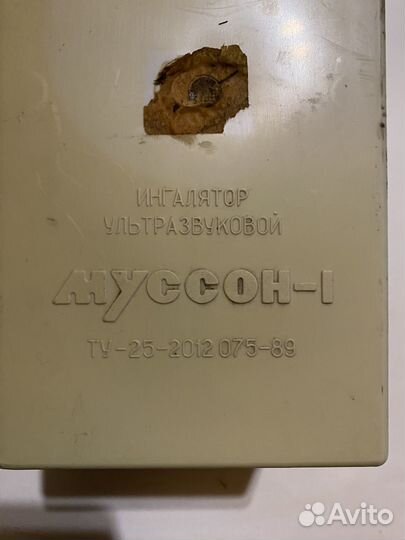 ИНГАЛЯТОР
УЛЬТРАЗВУКОВОЙ
МУССОН-1
ТУ-25-2012 075-89
Avito